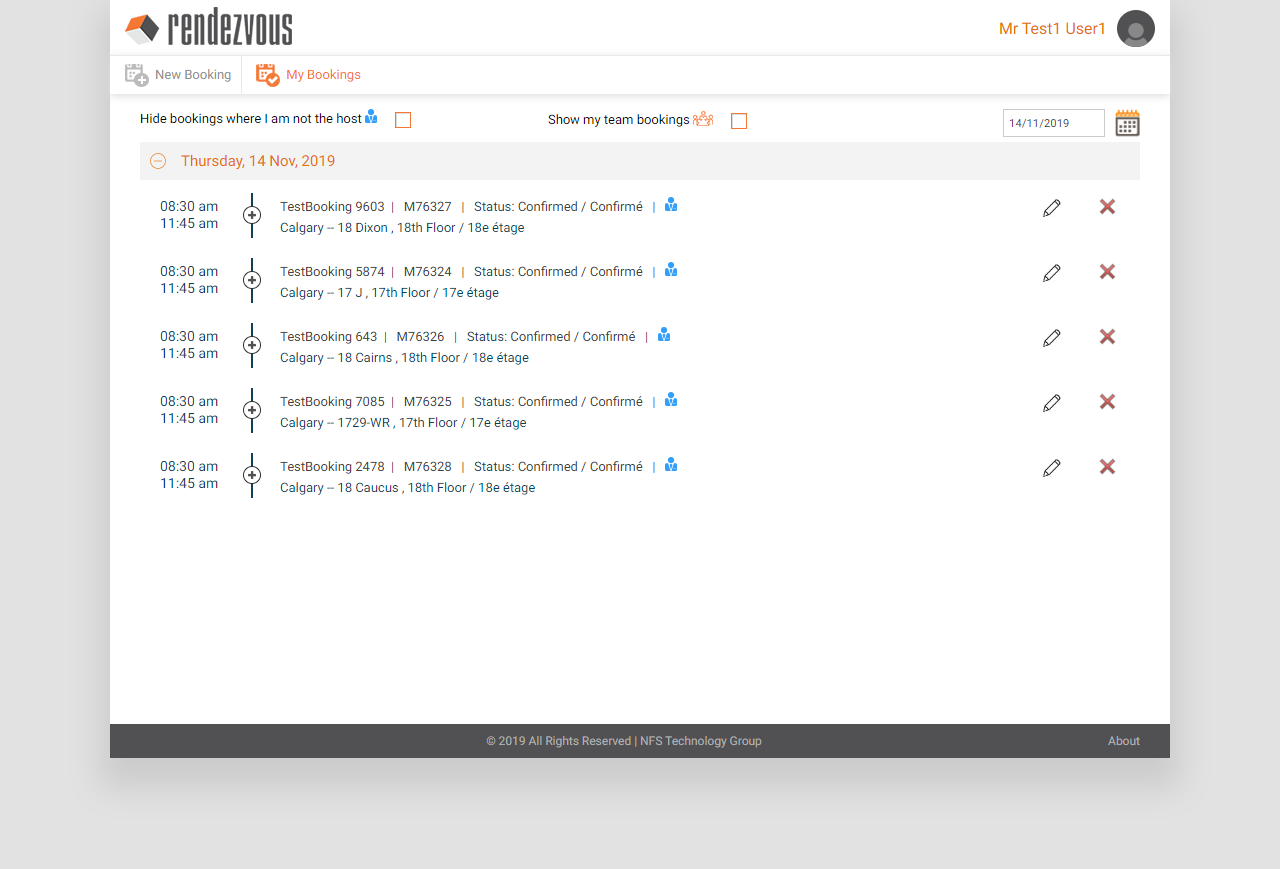 rendezvous
Mr Test1 User1
New Booking
My Bookings
Hide bookings where I am not the host
Show my team bookings
14/11/2019
Thursday, 14 Nov, 2019
08:30 am
11:45 am
TestBooking 9603 | M76327 | Status: Confirmed / Confirmé |
Calgary -- 18 Dixon , 18th Floor / 18e étage
08:30 am
11:45 am
TestBooking 5874 | M76324 | Status: Confirmed / Confirmé |
Calgary -- 17 J , 17th Floor / 17e étage
08:30 am
11:45 am
TestBooking 643 | M76326 | Status: Confirmed / Confirmé |
Calgary -- 18 Cairns , 18th Floor / 18e étage
08:30 am
11:45 am
TestBooking 7085 | M76325 | Status: Confirmed / Confirmé |
Calgary -- 1729-WR , 17th Floor / 17e étage
08:30 am
11:45 am
TestBooking 2478 | M76328 | Status: Confirmed / Confirmé |
Calgary -- 18 Caucus , 18th Floor / 18e étage
© 2019 All Rights Reserved | NFS Technology Group
About